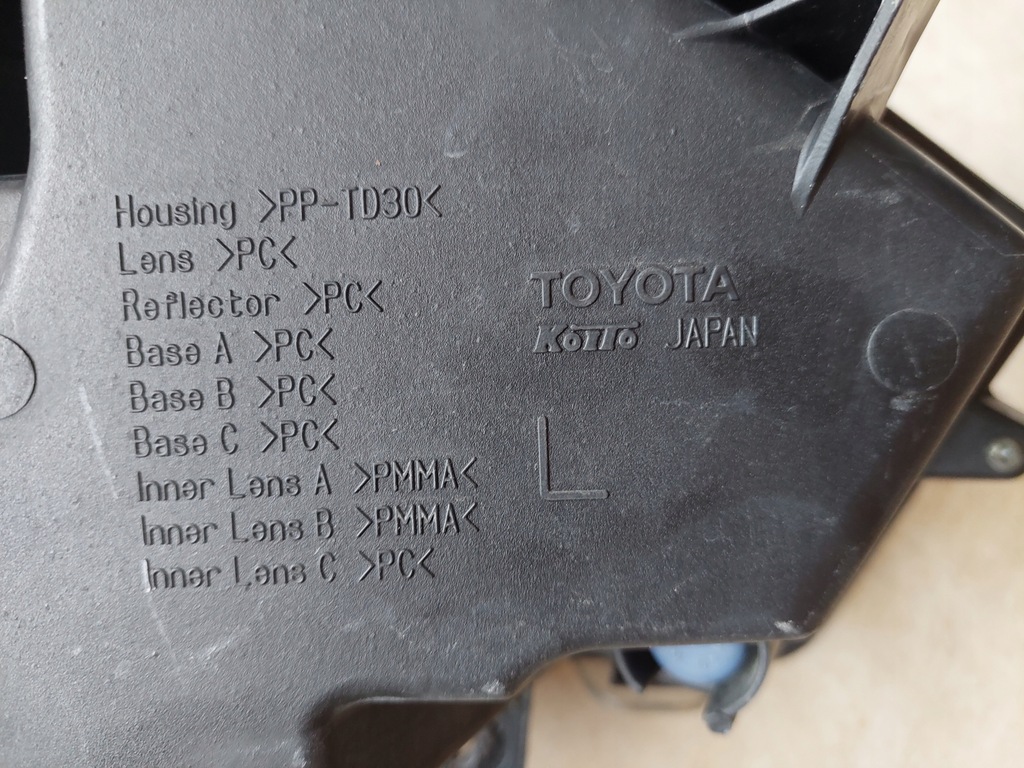 Housing >PP-TD30<
Lens >PC<
Reflector >PC<
Base A >PC<
Base B >PC<
Base C >PC<
Inner Lens A >PMMA<
Inner Lens B >PMMA<
Inner Lens C >PC<
TOYOTA
KOITO JAPAN
L